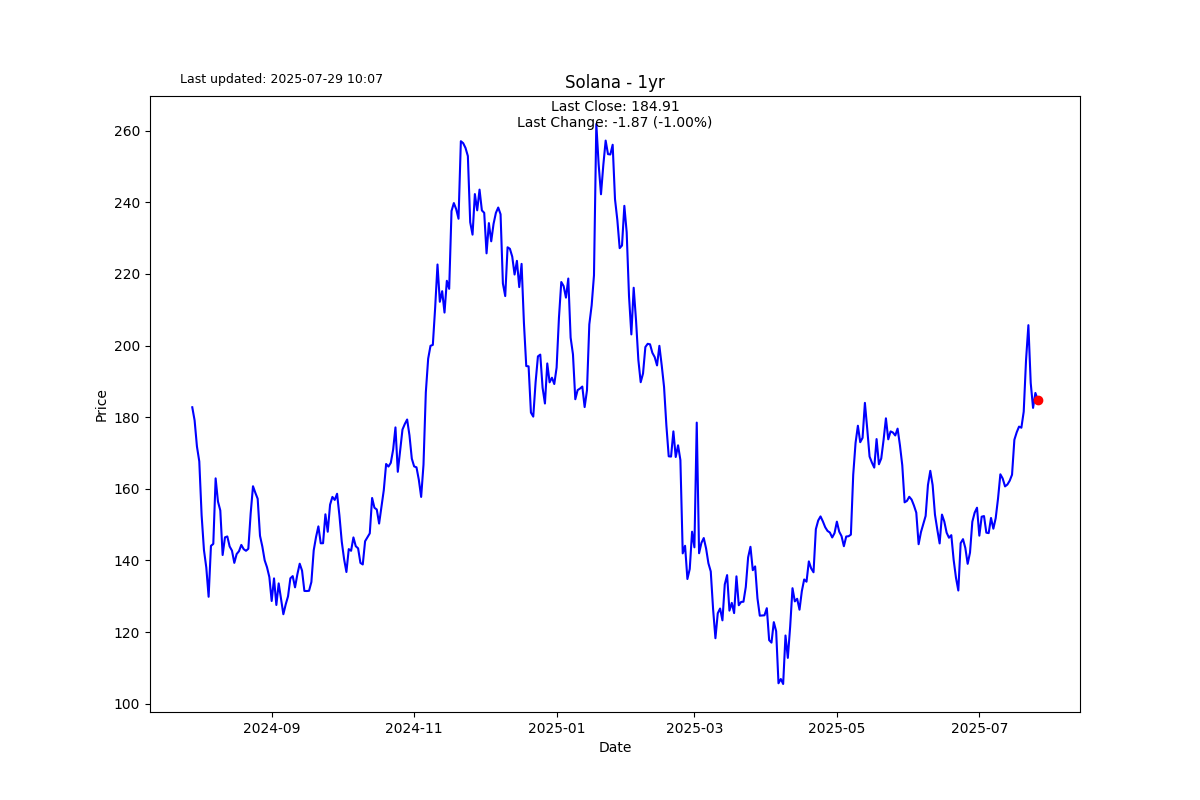 Last updated: 2025-07-29 10:07
Solana - 1yr
Last Close: 184.91
Last Change: -1.87 (-1.00%)
260
240
220
200
180
160
140
120
100
Price
2024-09
2024-11
2025-01
2025-03
2025-05
2025-07
Date